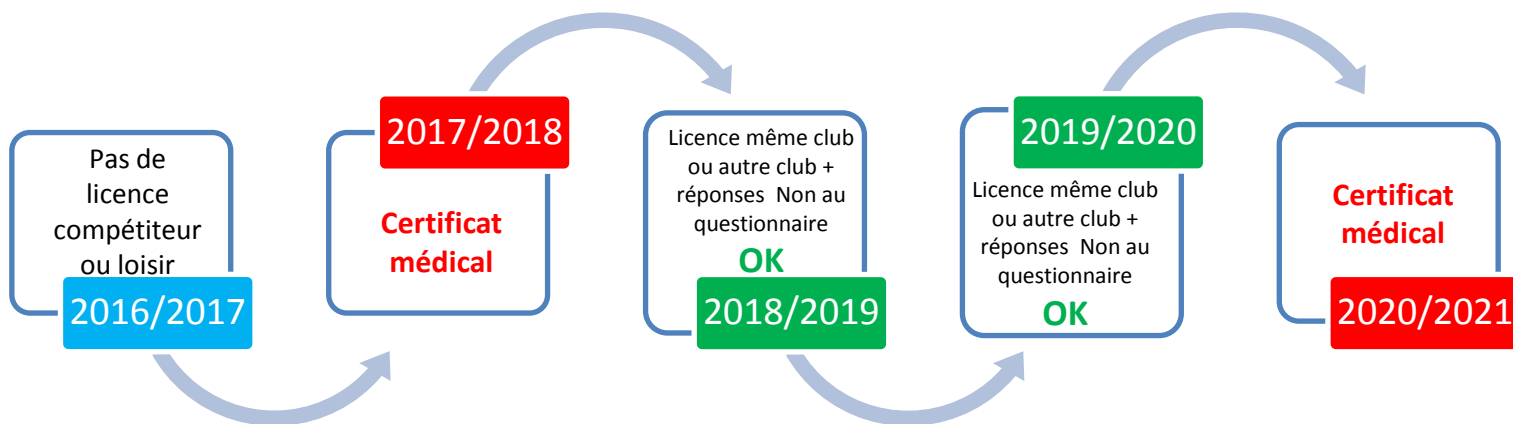 Pas de
licence
compétiteur
ou loisir
2016/2017
2017/2018
Certificat
médical
Licence même club
ou autre club +
réponses Non au
questionnaire
OK
2018/2019
2019/2020
Licence même club
ou autre club +
réponses Non au
questionnaire
OK
Certificat
médical
2020/2021